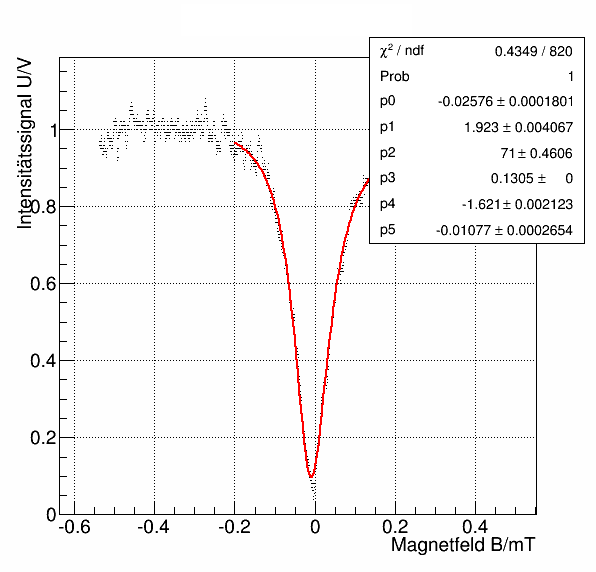 χ² / ndf 0.4349 / 820
Prob 1
p0 -0.02576 ± 0.0001801
p1 1.923 ± 0.004067
p2 71 ± 0.4606
p3 0.1305 ± 0
p4 -1.621 ± 0.002123
p5 -0.01077 ± 0.0002654
Intensitätssignal U/V
1
0.8
0.6
0.4
0.2
0
-0.6 -0.4 -0.2 0 0.2 0.4
Magnetfeld B/mT